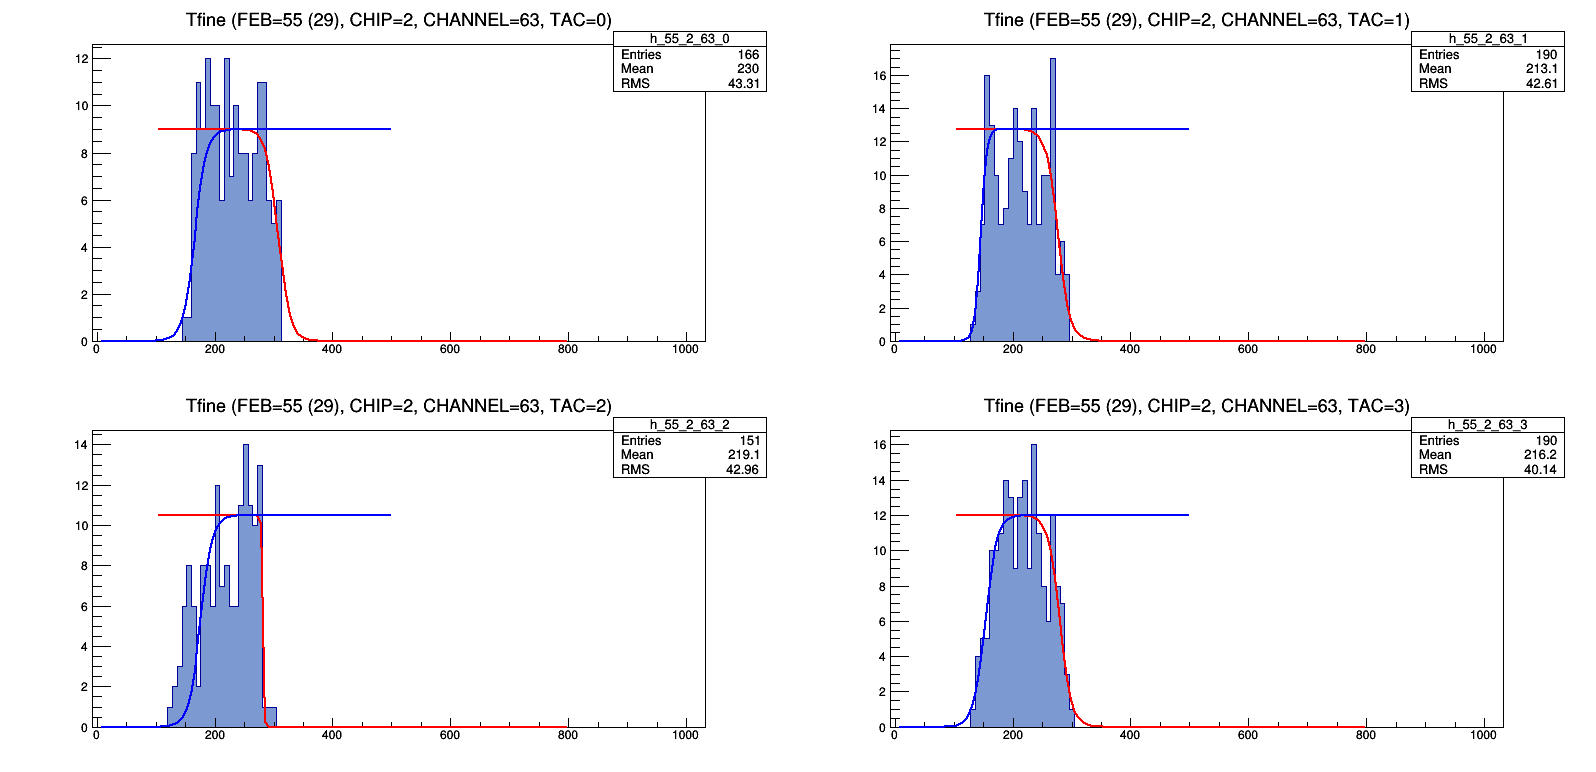 Tfine (FEB=55 (29), CHIP=2, CHANNEL=63, TAC=0)
h_55_2_63_0
Entries 166
Mean 230
RMS 43.31
12
10
8
6
4
2
0
0 200 400 600 800 1000
Tfine (FEB=55 (29), CHIP=2, CHANNEL=63, TAC=1)
h_55_2_63_1
Entries 190
Mean 213.1
RMS 42.61
16
14
12
10
8
6
4
2
0
0 200 400 600 800 1000
Tfine (FEB=55 (29), CHIP=2, CHANNEL=63, TAC=2)
h_55_2_63_2
Entries 151
Mean 219.1
RMS 42.96
14
12
10
8
6
4
2
0
0 200 400 600 800 1000
Tfine (FEB=55 (29), CHIP=2, CHANNEL=63, TAC=3)
h_55_2_63_3
Entries 190
Mean 216.2
RMS 40.14
16
14
12
10
8
6
4
2
0
0 200 400 600 800 1000